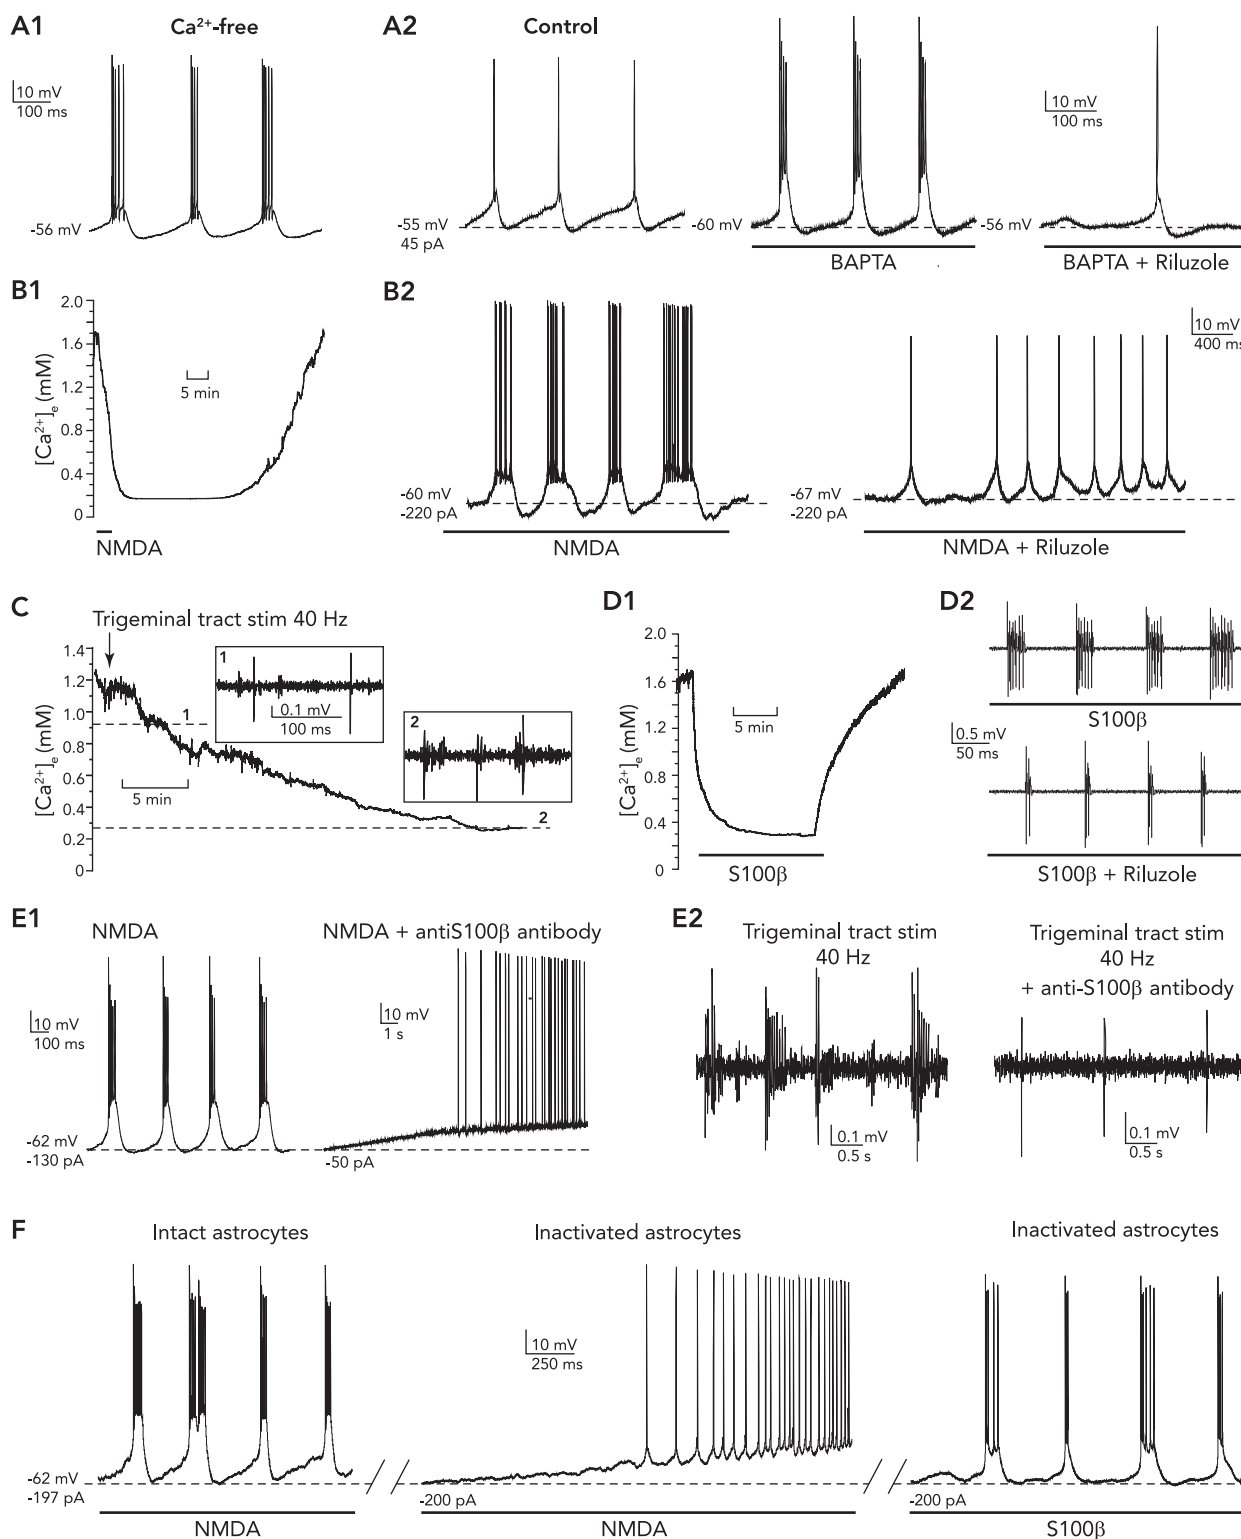 A1
Ca²⁺-free
10 mV
100 ms
-56 mV
A2
Control
-55 mV
45 pA
-60 mV
BAPTA
10 mV
100 ms
-56 mV
BAPTA + Riluzole
B1
2.0
1.6
1.2
0.8
0.4
0
[Ca²⁺]ₑ (mM)
5 min
NMDA
B2
-60 mV
-220 pA
NMDA
10 mV
400 ms
-67 mV
-220 pA
NMDA + Riluzole
C
Trigeminal tract stim 40 Hz
1.4
1.2
1.0
0.8
0.6
0.4
0.2
0
[Ca²⁺]ₑ (mM)
1
5 min
1
0.1 mV
100 ms
2
2
D1
2.0
1.6
1.2
0.8
0.4
0
[Ca²⁺]ₑ (mM)
5 min
S100β
D2
S100β
0.5 mV
50 ms
S100β + Riluzole
E1
NMDA
10 mV
100 ms
-62 mV
-130 pA
NMDA + antiS100β antibody
10 mV
1 s
-50 pA
E2
Trigeminal tract stim
40 Hz
0.1 mV
0.5 s
Trigeminal tract stim
40 Hz
+ anti-S100β antibody
0.1 mV
0.5 s
F
Intact astrocytes
-62 mV
-197 pA
NMDA
Inactivated astrocytes
10 mV
250 ms
-200 pA
NMDA
Inactivated astrocytes
-200 pA
S100β